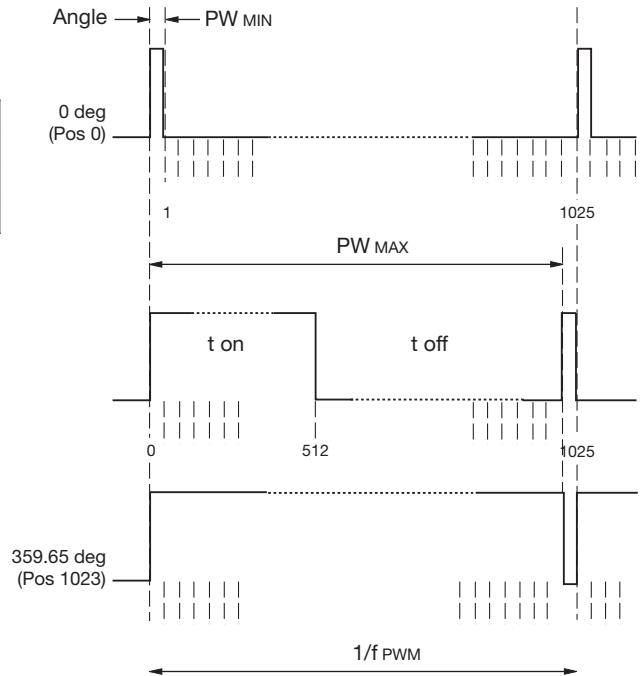 Angle PW MIN
0 deg
(Pos 0)
1 1025
PW MAX
t on t off
0 512 1025
359.65 deg
(Pos 1023)
1/f PWM